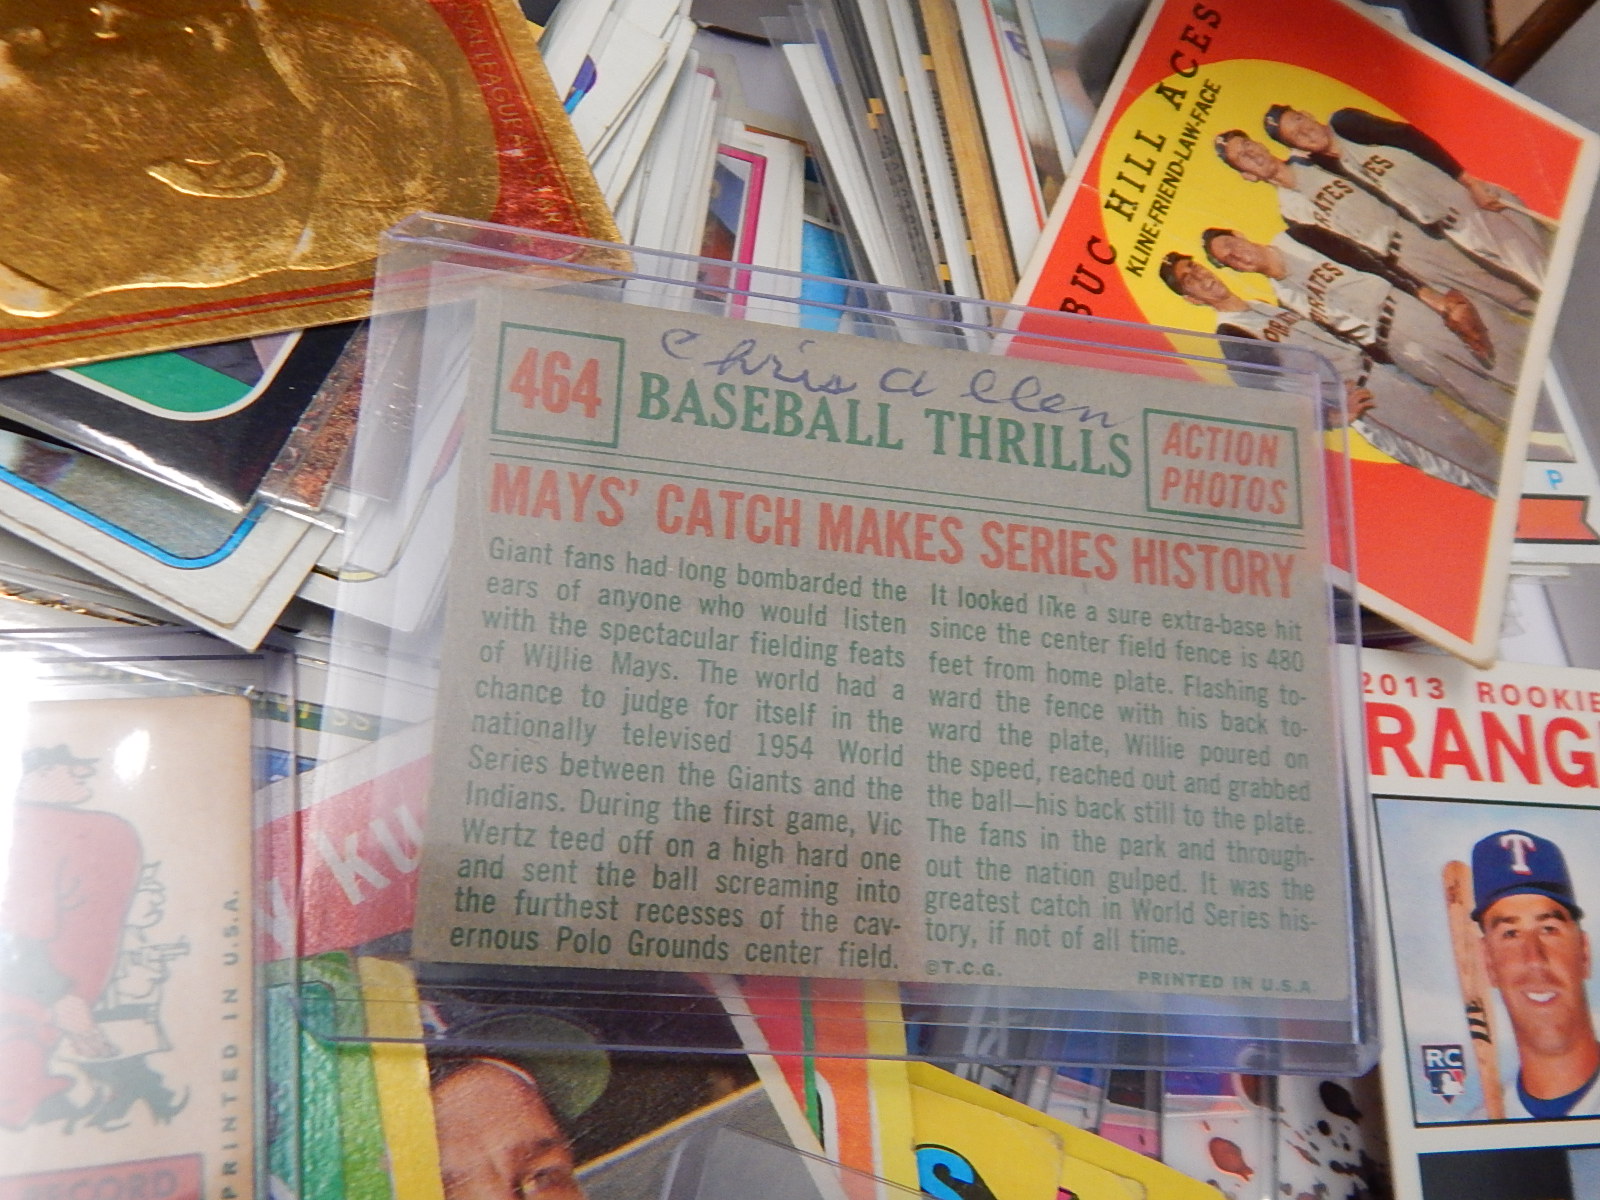 464
Chris Allen
BASEBALL THRILLS
ACTION
PHOTOS
MAYS' CATCH MAKES SERIES HISTORY
Giant fans had long bombarded the
ears of anyone who would listen
with the spectacular fielding feats
of Willie Mays. The world had a
chance to judge for itself in the
nationally televised 1954 World
Series between the Giants and the
Indians. During the first game, Vic
Wertz teed off on a high hard one
and sent the ball screaming into
the furthest recesses of the cav-
ernous Polo Grounds center field.
It looked like a sure extra-base hit
since the center field fence is 480
feet from home plate. Flashing to-
ward the fence with his back to-
ward the plate, Willie poured on
the speed, reached out and grabbed
the ball—his back still to the plate.
The fans in the park and through-
out the nation gulped. It was the
greatest catch in World Series his-
tory, if not of all time.
©T.C.G.
PRINTED IN U.S.A
BUC HILL ACES
KLINE-FRIEND-LAW-FACE
RATES
RATES
P
2013 ROOKIE
RANG
T
RC
ku
PRINTED IN U.S.A.
S